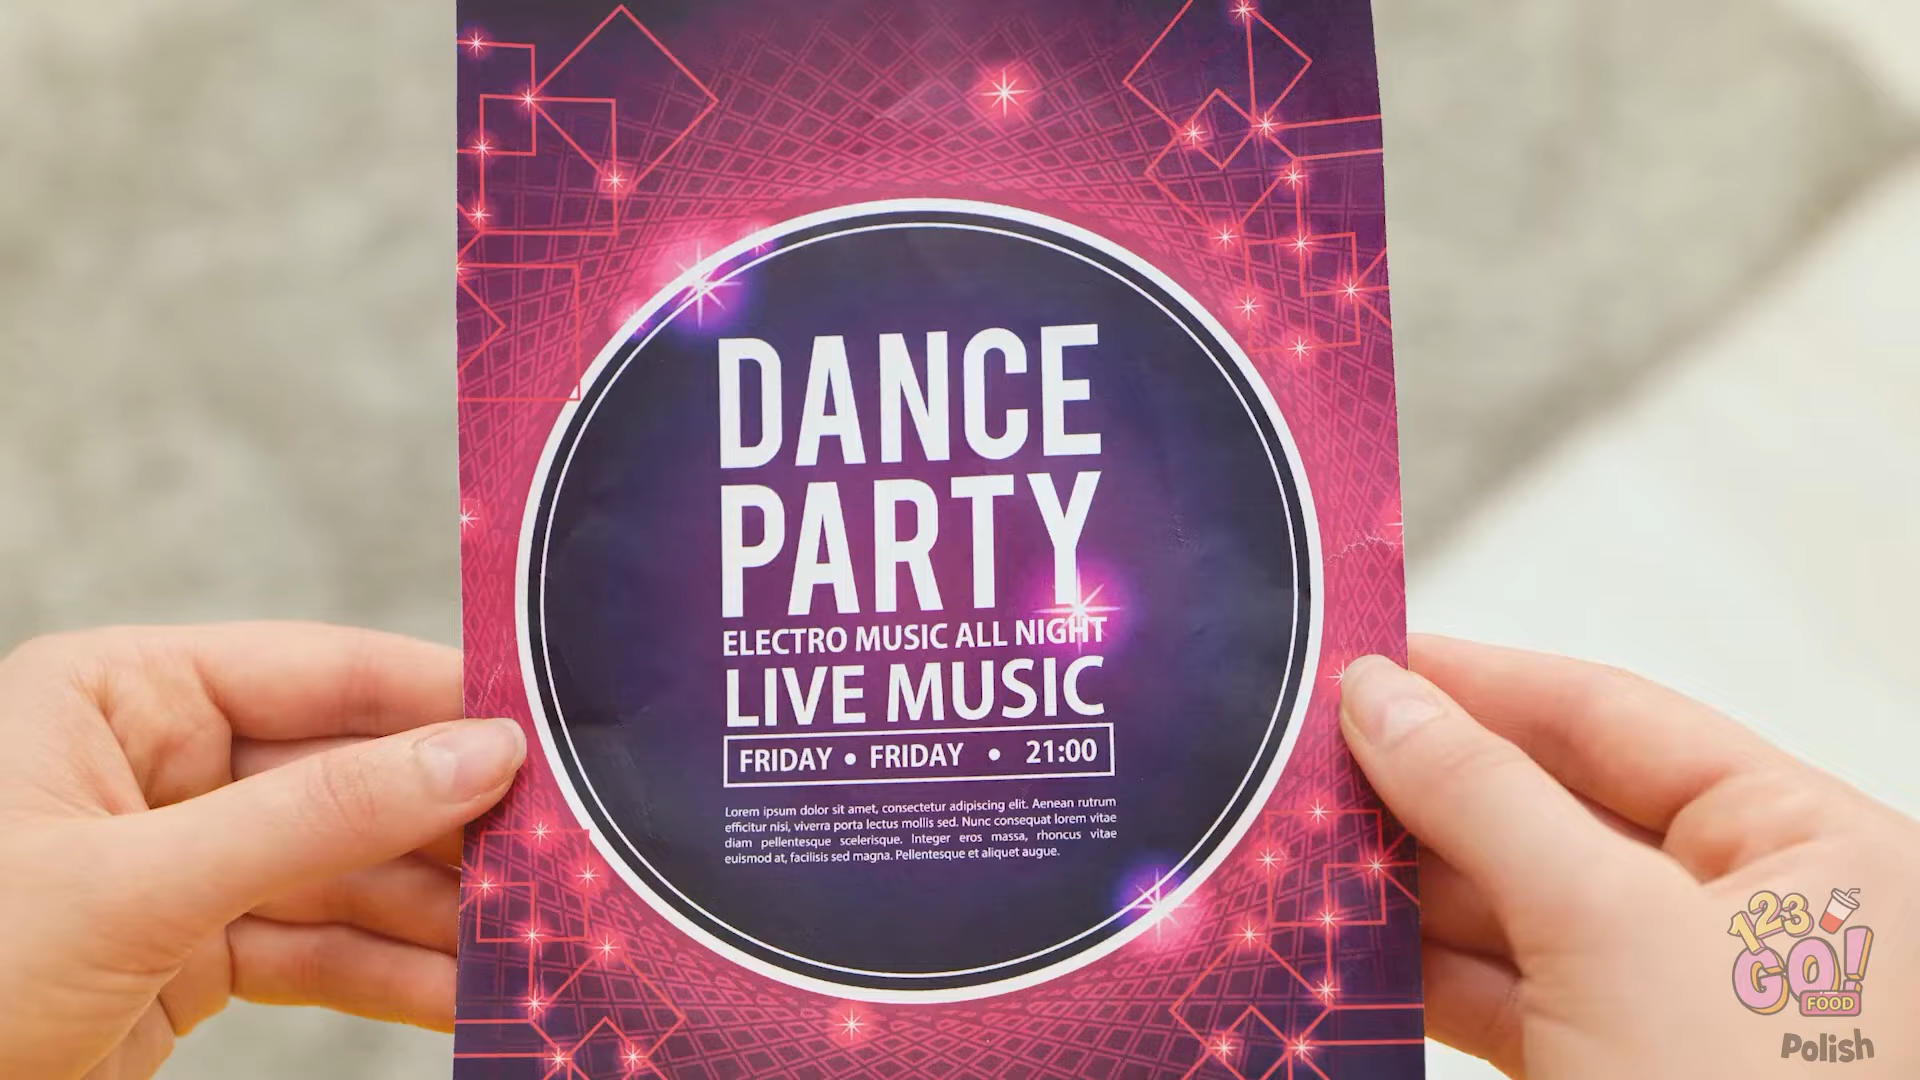 DANCE
PARTY
ELECTRO MUSIC ALL NIGHT
LIVE MUSIC
FRIDAY • FRIDAY • 21:00
Lorem ipsum dolor sit amet, consectetur adipiscing elit. Aenean rutrum
efficitur nisi, viverra porta lectus mollis sed. Nunc consequat lorem vitae
diam pellentesque scelerisque. Integer eros massa, rhoncus vitae
euismod at, facilisis sed magna. Pellentesque et aliquet augue.
123
GO!
FOOD
Polish